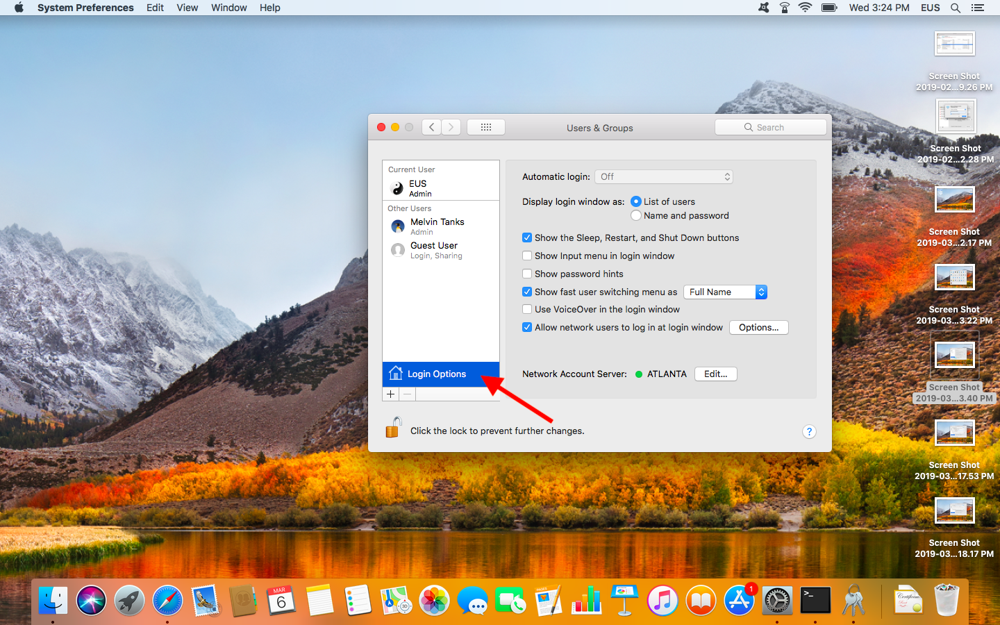 System Preferences Edit View Window Help
Wed 3:24 PM EUS
Screen Shot
2019-02...9.26 PM
Screen Shot
2019-02...2.28 PM
Screen Shot
2019-03...2.17 PM
Screen Shot
2019-03...3.22 PM
Screen Shot
2019-03...3.40 PM
Screen Shot
2019-03...17.53 PM
Screen Shot
2019-03...18.17 PM
Users & Groups
Search
Current User
EUS
Admin
Other Users
Melvin Tanks
Admin
Guest User
Login, Sharing
Login Options
Automatic login: Off
Display login window as: List of users
Name and password
Show the Sleep, Restart, and Shut Down buttons
Show Input menu in login window
Show password hints
Show fast user switching menu as Full Name
Use VoiceOver in the login window
Allow network users to log in at login window Options...
Network Account Server: ATLANTA Edit...
Click the lock to prevent further changes.
?
MAR
6
3D
PAGES
1
>_